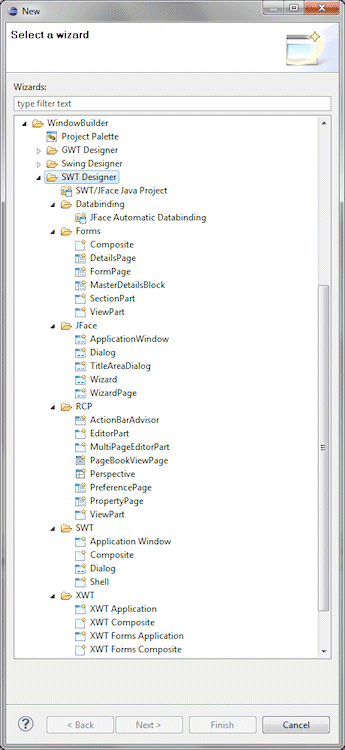 New
Select a wizard
Wizards:
type filter text
WindowBuilder
Project Palette
GWT Designer
Swing Designer
SWT Designer
SWT/JFace Java Project
Databinding
JFace Automatic Databinding
Forms
Composite
DetailsPage
FormPage
MasterDetailsBlock
SectionPart
ViewPart
JFace
ApplicationWindow
Dialog
TitleAreaDialog
Wizard
WizardPage
RCP
ActionBarAdvisor
EditorPart
MultiPageEditorPart
PageBookViewPage
Perspective
PreferencePage
PropertyPage
ViewPart
SWT
Application Window
Composite
Dialog
Shell
XWT
XWT Application
XWT Composite
XWT Forms Application
XWT Forms Composite
? < Back Next > Finish Cancel